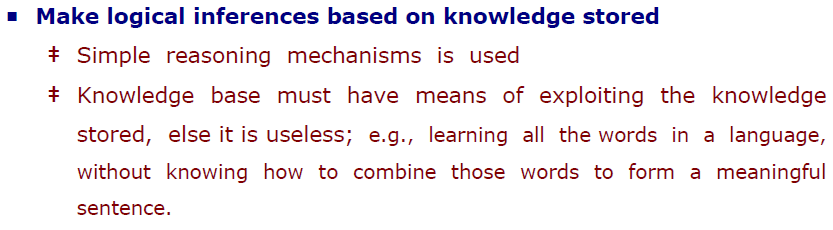 ▪ Make logical inferences based on knowledge stored
‡ Simple reasoning mechanisms is used
‡ Knowledge base must have means of exploiting the knowledge
stored, else it is useless; e.g., learning all the words in a language,
without knowing how to combine those words to form a meaningful
sentence.